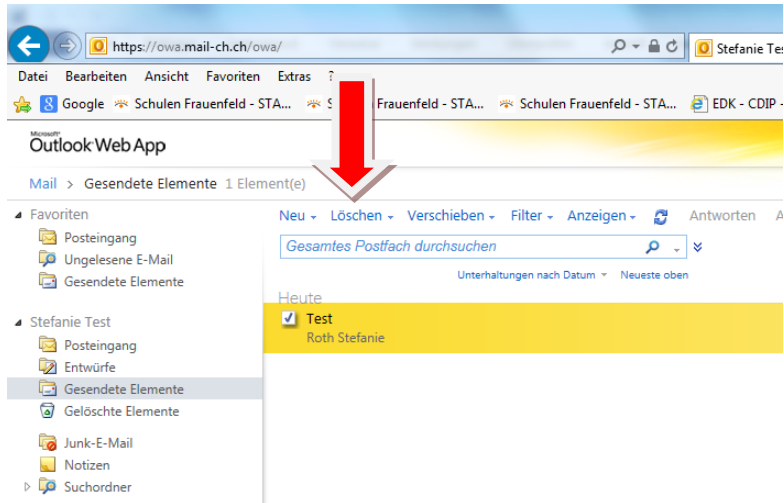 https://owa.mail-ch.ch/owa/
Stefanie Tes
Datei Bearbeiten Ansicht Favoriten Extras ?
Google Schulen Frauenfeld - STA... Frauenfeld - STA... Schulen Frauenfeld - STA... EDK - CDIP -
Microsoft
Outlook Web App
Mail > Gesendete Elemente 1 Element(e)
Favoriten
Posteingang
Ungelesene E-Mail
Gesendete Elemente
Stefanie Test
Posteingang
Entwürfe
Gesendete Elemente
Gelöschte Elemente
Junk-E-Mail
Notizen
Suchordner
Neu Löschen Verschieben Filter Anzeigen Antworten A
Gesamtes Postfach durchsuchen
Unterhaltungen nach Datum Neueste oben
Heute
Test
Roth Stefanie